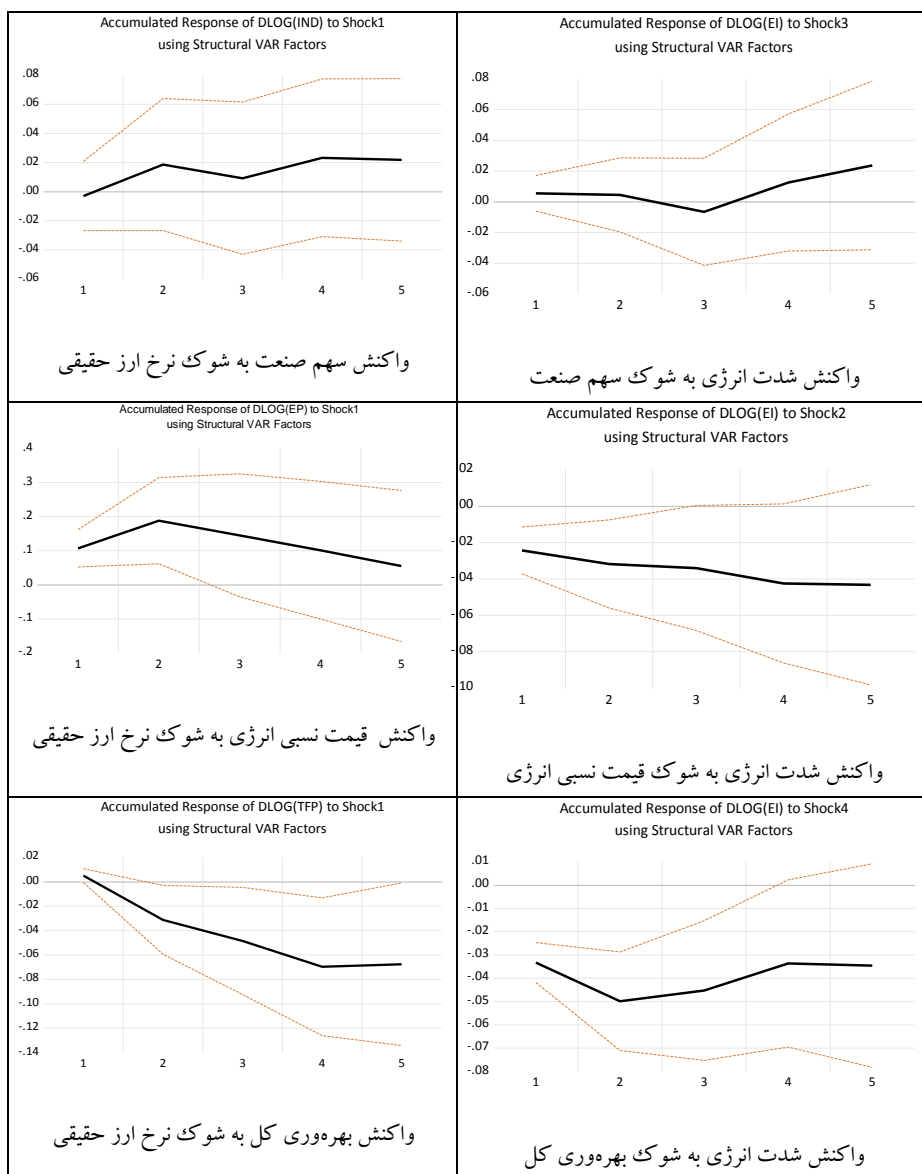 Accumulated Response of DLOG(IND) to Shock1
using Structural VAR Factors
.08
.06
.04
.02
.00
-.02
-.04
-.06
1 2 3 4 5
واکنش سهم صنعت به شوک نرخ ارز حقیقی
Accumulated Response of DLOG(EI) to Shock3
using Structural VAR Factors
.08
.06
.04
.02
.00
-.02
-.04
-.06
1 2 3 4 5
واکنش شدت انرژی به شوک سهم صنعت
Accumulated Response of DLOG(EP) to Shock1
using Structural VAR Factors
.4
.3
.2
.1
.0
-.1
-.2
1 2 3 4 5
واکنش قیمت نسبی انرژی به شوک نرخ ارز حقیقی
Accumulated Response of DLOG(EI) to Shock2
using Structural VAR Factors
02
00
-02
-04
-06
-08
-10
1 2 3 4 5
واکنش شدت انرژی به شوک قیمت نسبی انرژی
Accumulated Response of DLOG(TFP) to Shock1
using Structural VAR Factors
.02
.00
-.02
-.04
-.06
-.08
-.10
-.12
-.14
1 2 3 4 5
واکنش بهره‌وری کل به شوک نرخ ارز حقیقی
Accumulated Response of DLOG(EI) to Shock4
using Structural VAR Factors
.01
.00
-.01
-.02
-.03
-.04
-.05
-.06
-.07
-.08
1 2 3 4 5
واکنش شدت انرژی به شوک بهره‌وری کل